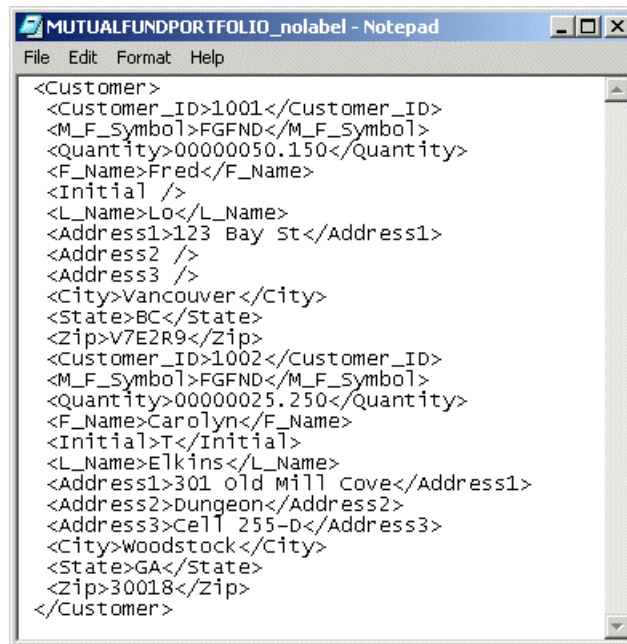 MUTUALFUNDPORTFOLIO_nolabel - Notepad
File Edit Format Help
<Customer>
<Customer_ID>1001</Customer_ID>
<M_F_Symbol>FGFND</M_F_Symbol>
<Quantity>00000050.150</Quantity>
<F_Name>Fred</F_Name>
<Initial />
<L_Name>Lo</L_Name>
<Address1>123 Bay St</Address1>
<Address2 />
<Address3 />
<City>Vancouver</City>
<State>BC</State>
<Zip>V7E2R9</Zip>
<Customer_ID>1002</Customer_ID>
<M_F_Symbol>FGFND</M_F_Symbol>
<Quantity>00000025.250</Quantity>
<F_Name>Carolyn</F_Name>
<Initial>T</Initial>
<L_Name>Elkins</L_Name>
<Address1>301 Old Mill Cove</Address1>
<Address2>Dungeon</Address2>
<Address3>Cell 255-D</Address3>
<City>Woodstock</City>
<State>GA</State>
<Zip>30018</Zip>
</Customer>